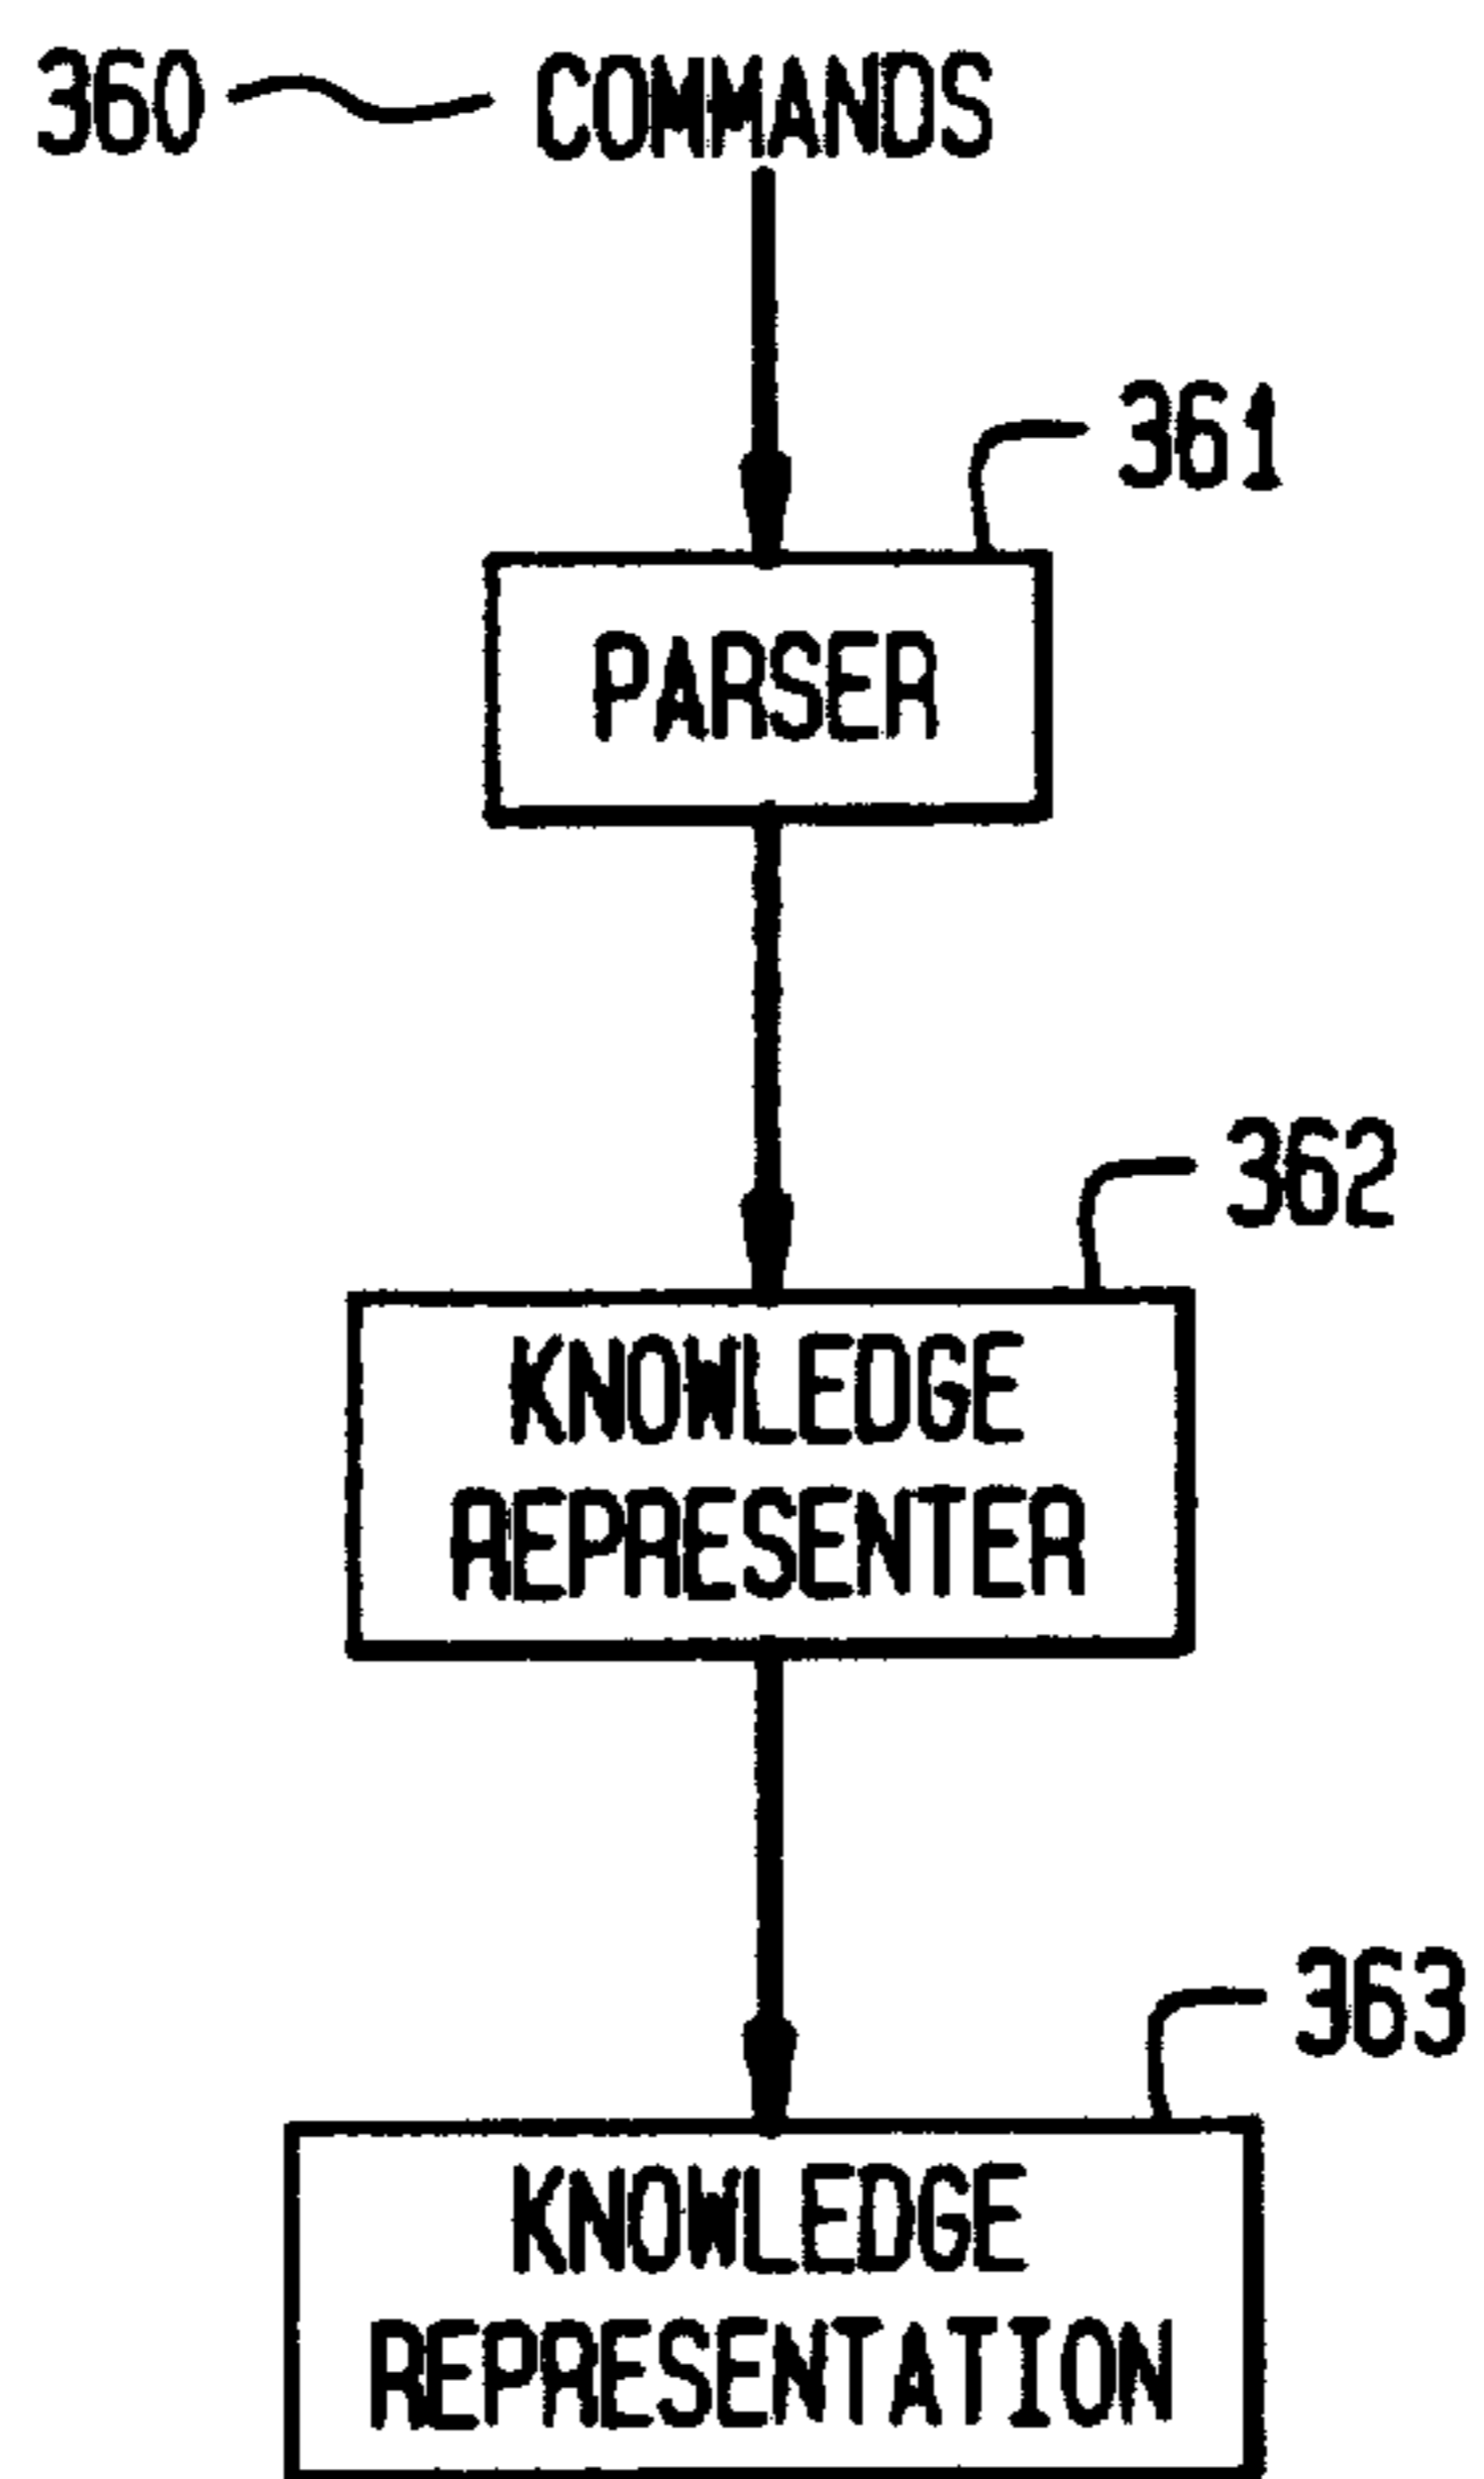 360 COMMANDS
361
PARSER
362
KNOWLEDGE
REPRESENTER
363
KNOWLEDGE
REPRESENTATION